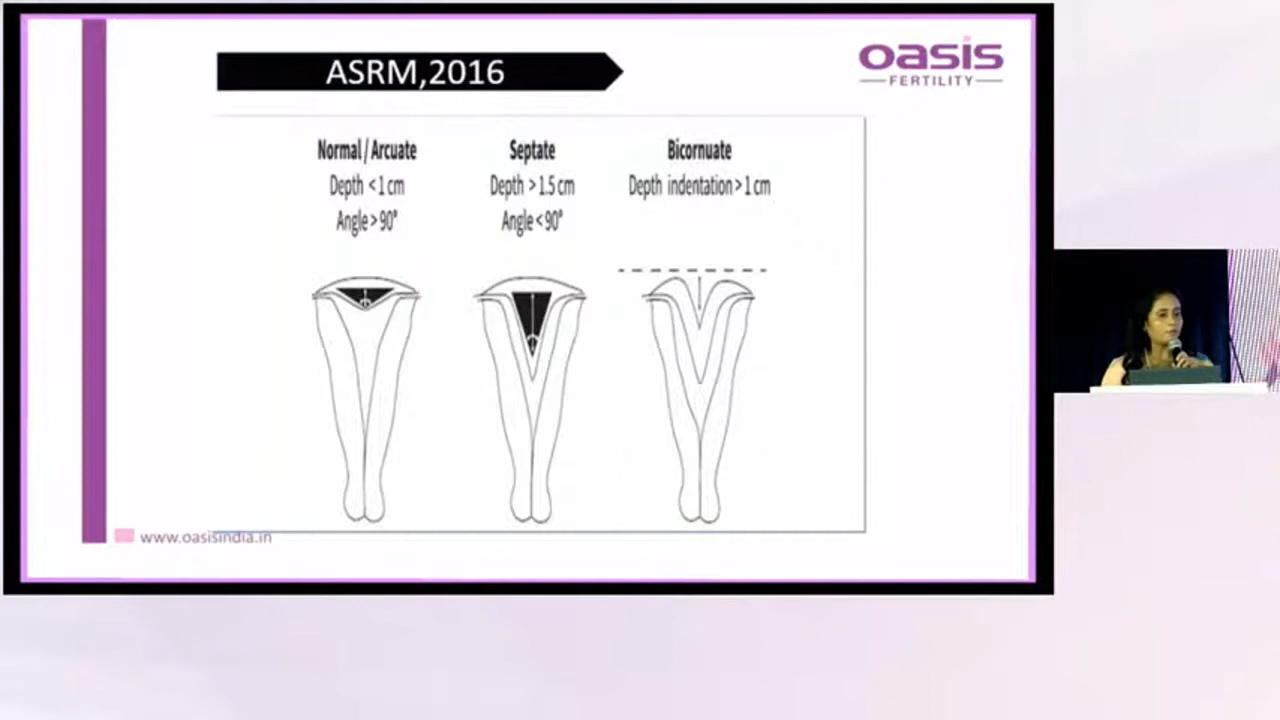 ASRM,2016
oasis
FERTILITY
Normal / Arcuate
Depth < 1 cm
Angle > 90°
Septate
Depth > 1.5 cm
Angle < 90°
Bicornuate
Depth indentation > 1 cm
www.oasisindia.in